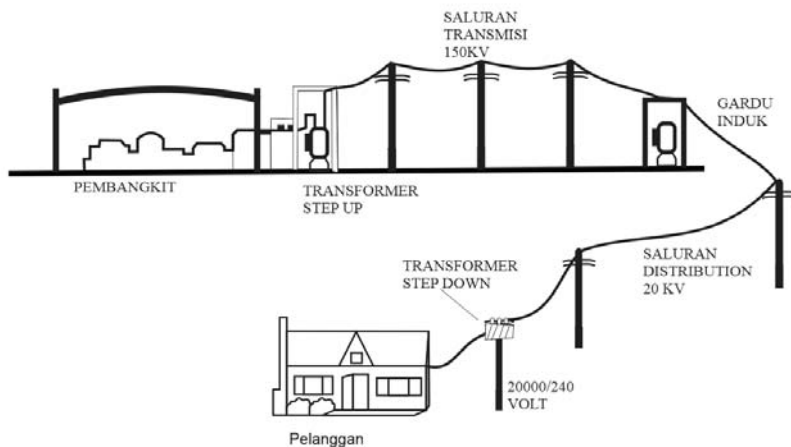 SALURAN
TRANSMISI
150KV
GARDU
INDUK
PEMBANGKIT
TRANSFORMER
STEP UP
TRANSFORMER
STEP DOWN
SALURAN
DISTRIBUTION
20 KV
20000/240
VOLT
Pelanggan